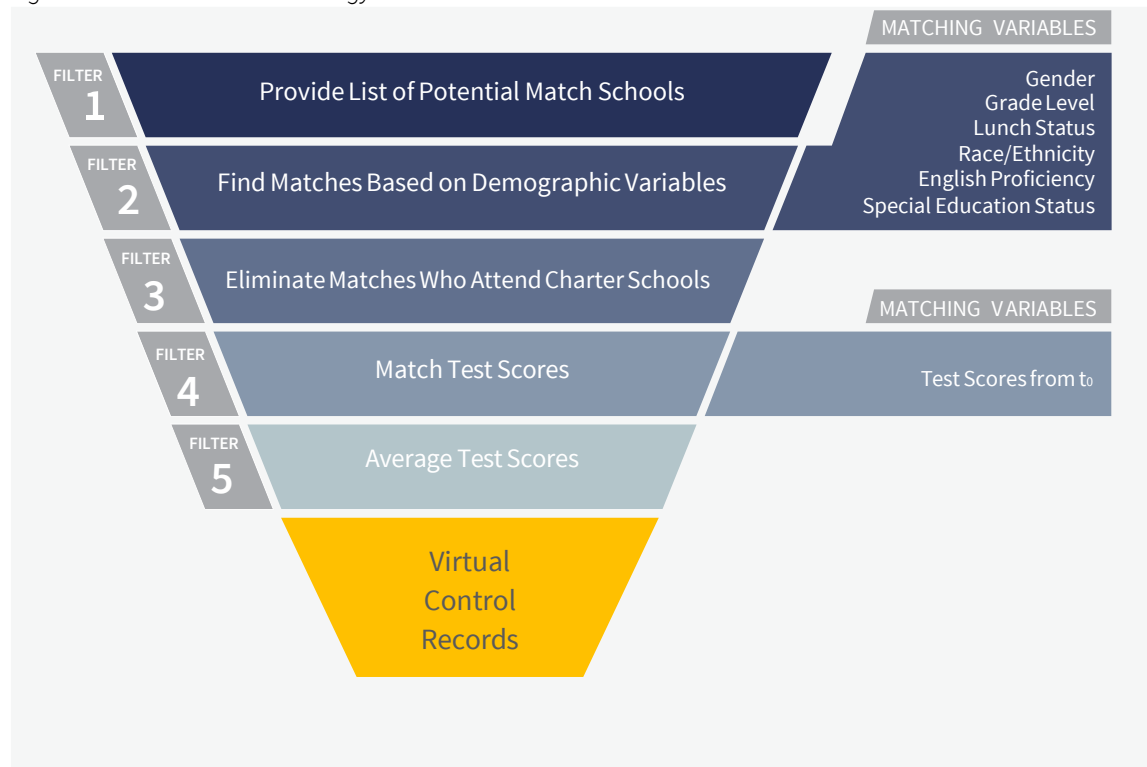 MATCHING VARIABLES
FILTER
1
Provide List of Potential Match Schools
Gender
Grade Level
Lunch Status
Race/Ethnicity
English Proficiency
Special Education Status
FILTER
2
Find Matches Based on Demographic Variables
FILTER
3
Eliminate Matches Who Attend Charter Schools
MATCHING VARIABLES
FILTER
4
Match Test Scores
Test Scores from t₀
FILTER
5
Average Test Scores
Virtual
Control
Records